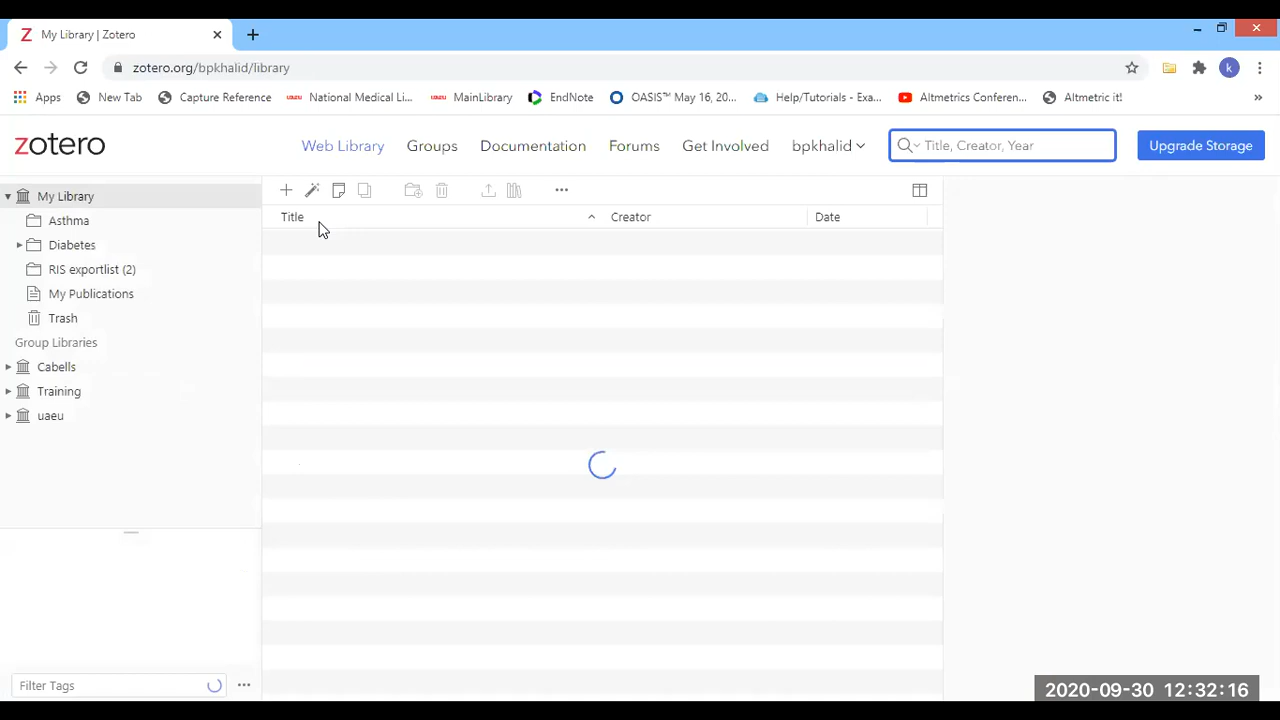 My Library | Zotero
zotero.org/bpkhalid/library
k
Apps New Tab Capture Reference National Medical Li... MainLibrary EndNote OASIS™ May 16, 20... Help/Tutorials - Exa... Altmetrics Conferen... Altmetric it! »
zotero
Web Library Groups Documentation Forums Get Involved bpkhalid Title, Creator, Year Upgrade Storage
My Library
Asthma
Diabetes
RIS exportlist (2)
My Publications
Trash
Group Libraries
Cabells
Training
uaeu
Title Creator Date
Filter Tags
2020-09-30 12:32:16